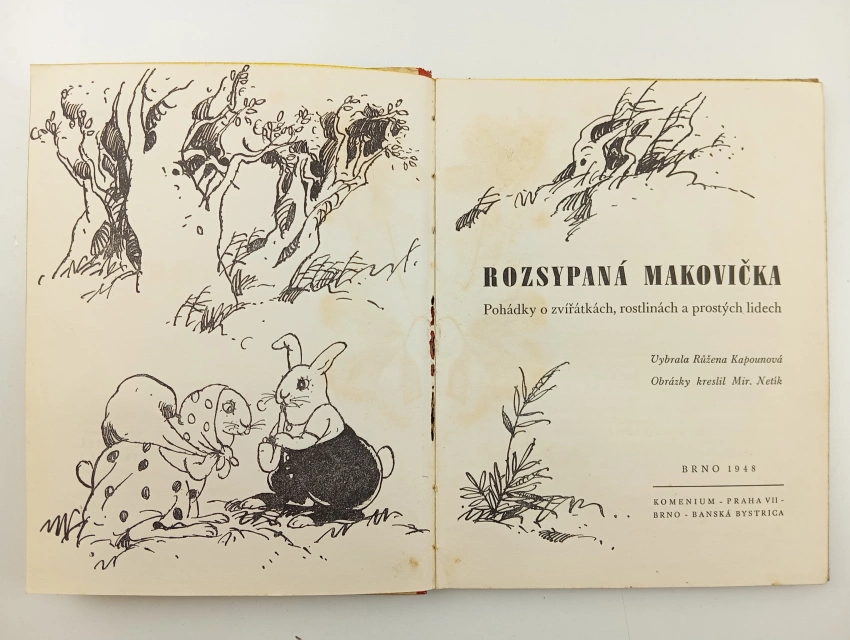 ROZSYPANÁ MAKOVIČKA
Pohádky o zvířátkách, rostlinách a prostých lidech
Vybrala Růžena Kapounová
Obrázky kreslil Mir. Netík
BRNO 1948
KOMENIUM - PRAHA VII -
BRNO - BANSKÁ BYSTRICA